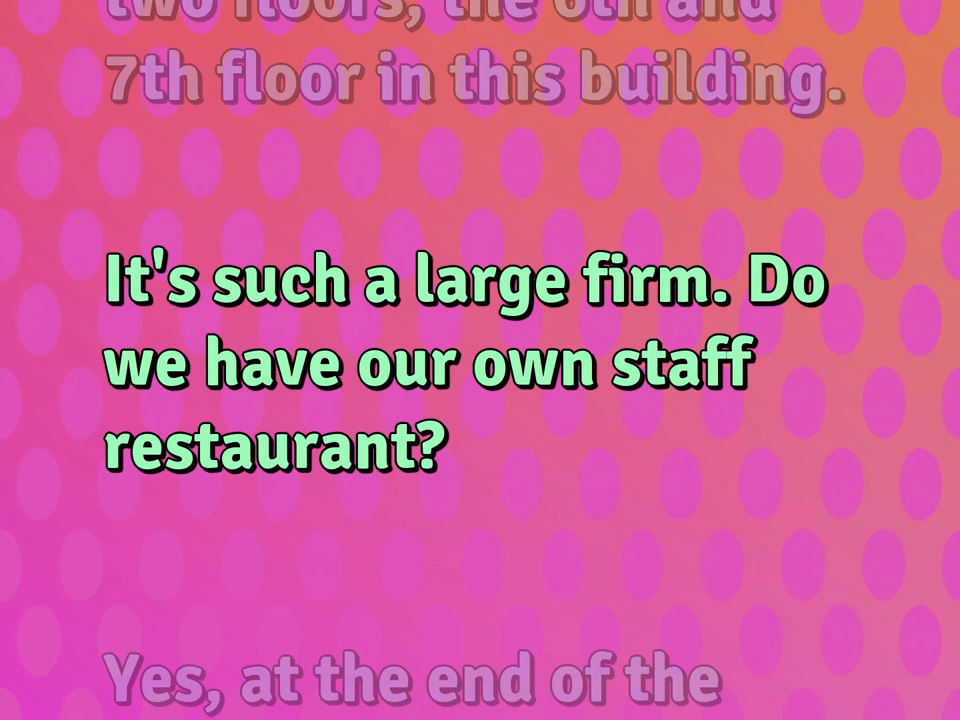 two floors, the 6th and
7th floor in this building.
It's such a large firm. Do
we have our own staff
restaurant?
Yes, at the end of the